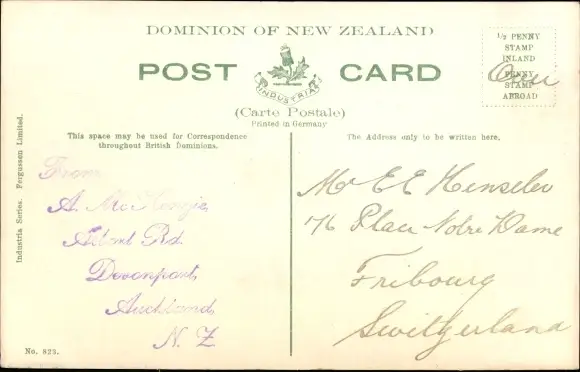 DOMINION OF NEW ZEALAND
POST CARD
INDUSTRIA
(Carte Postale)
Printed in Germany
½ PENNY
STAMP
INLAND
PENNY
STAMP
ABROAD
This space may be used for Correspondence
throughout British Dominions.
The Address only to be written here.
Industria Series. Fergusson Limited.
From
A. McKenzie
Rd.
Devonport,
Auckland,
N. Z
Mr E E Henseler
76 Place Notre Dame
Fribourg
Switzerland
No. 823.